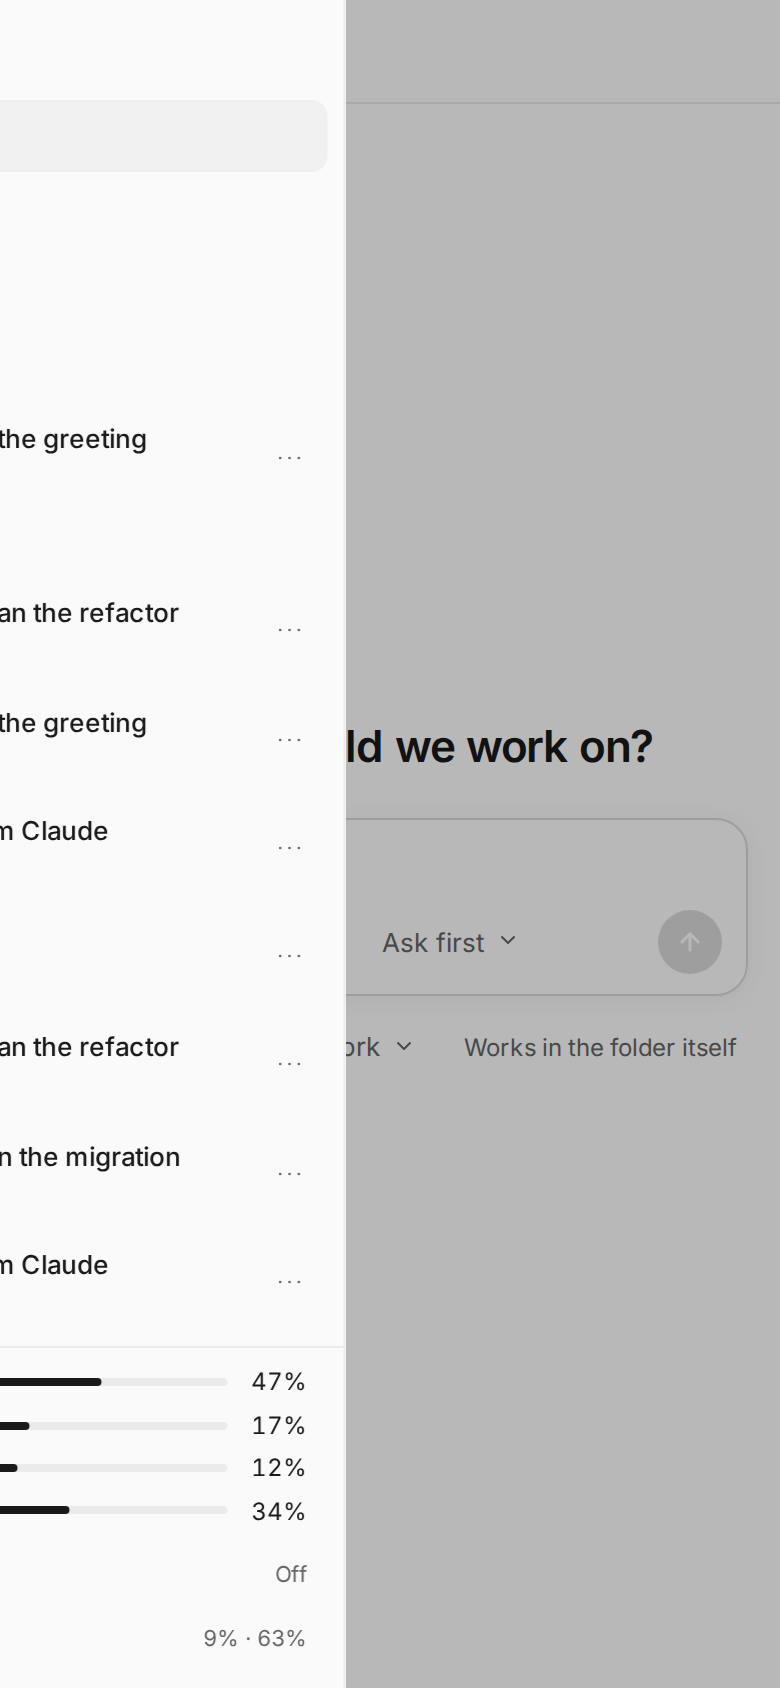 the greeting
...
an the refactor
...
the greeting
...
ld we work on?
m Claude
...
Ask first
...
an the refactor
...
ork
Works in the folder itself
n the migration
...
m Claude
...
47%
17%
12%
34%
Off
9% · 63%